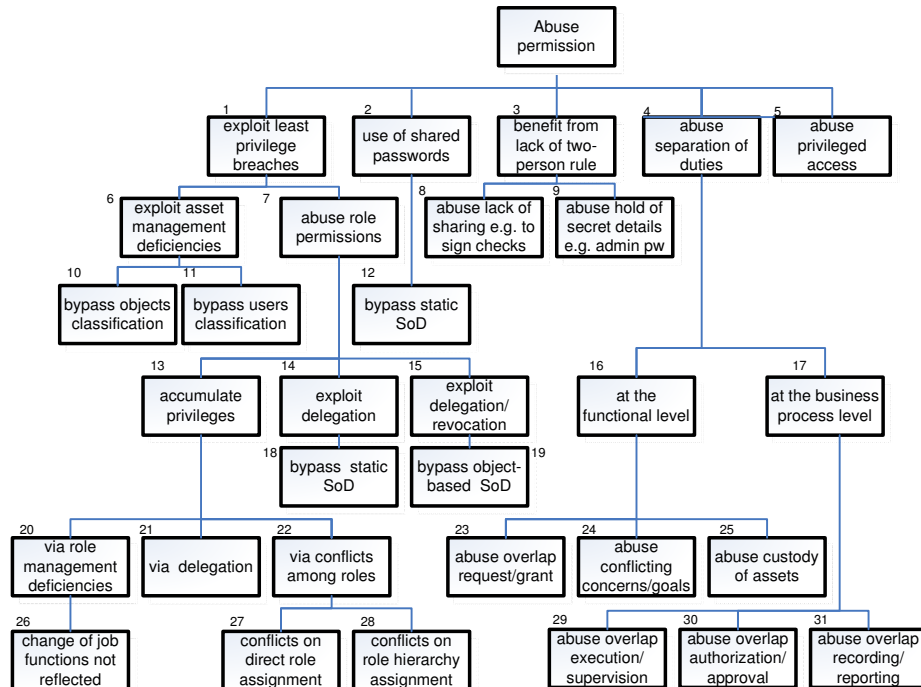 Abuse
permission
1
exploit least
privilege
breaches
2
use of shared
passwords
3
benefit from
lack of two-
person rule
4
abuse
separation of
duties
5
abuse
privileged
access
6
exploit asset
management
deficiencies
7
abuse role
permissions
8
abuse lack of
sharing e.g. to
sign checks
9
abuse hold of
secret details
e.g. admin pw
10
bypass objects
classification
11
bypass users
classification
12
bypass static
SoD
13
accumulate
privileges
14
exploit
delegation
15
exploit
delegation/
revocation
16
at the
functional level
17
at the business
process level
18
bypass static
SoD
bypass object-
based SoD
19
20
via role
management
deficiencies
21
via delegation
22
via conflicts
among roles
23
abuse overlap
request/grant
24
abuse
conflicting
concerns/goals
25
abuse custody
of assets
26
change of job
functions not
reflected
27
conflicts on
direct role
assignment
28
conflicts on
role hierarchy
assignment
29
abuse overlap
execution/
supervision
30
abuse overlap
authorization/
approval
31
abuse overlap
recording/
reporting